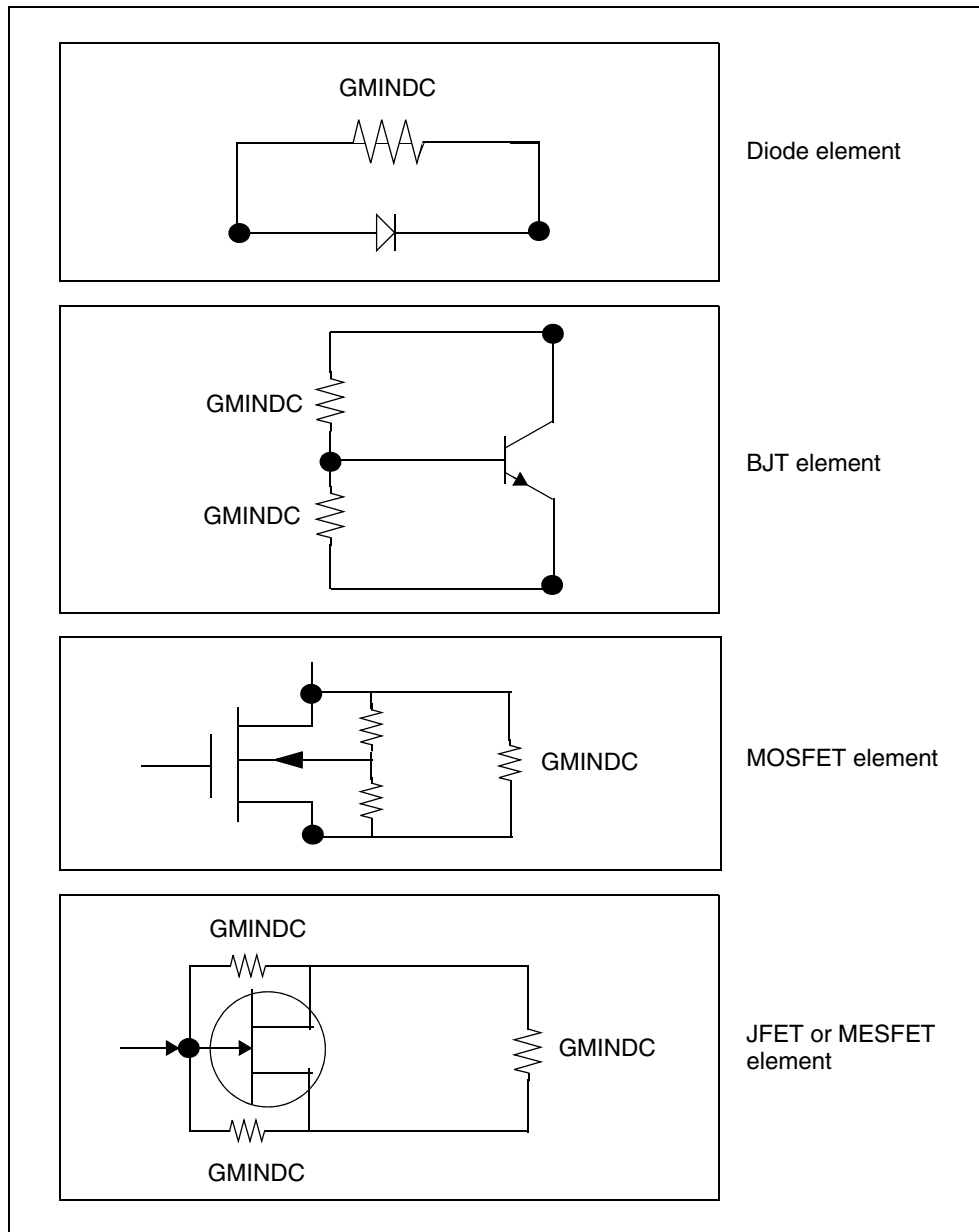 GMINDC
Diode element
GMINDC
GMINDC
BJT element
GMINDC
MOSFET element
GMINDC
GMINDC
JFET or MESFET
element
GMINDC